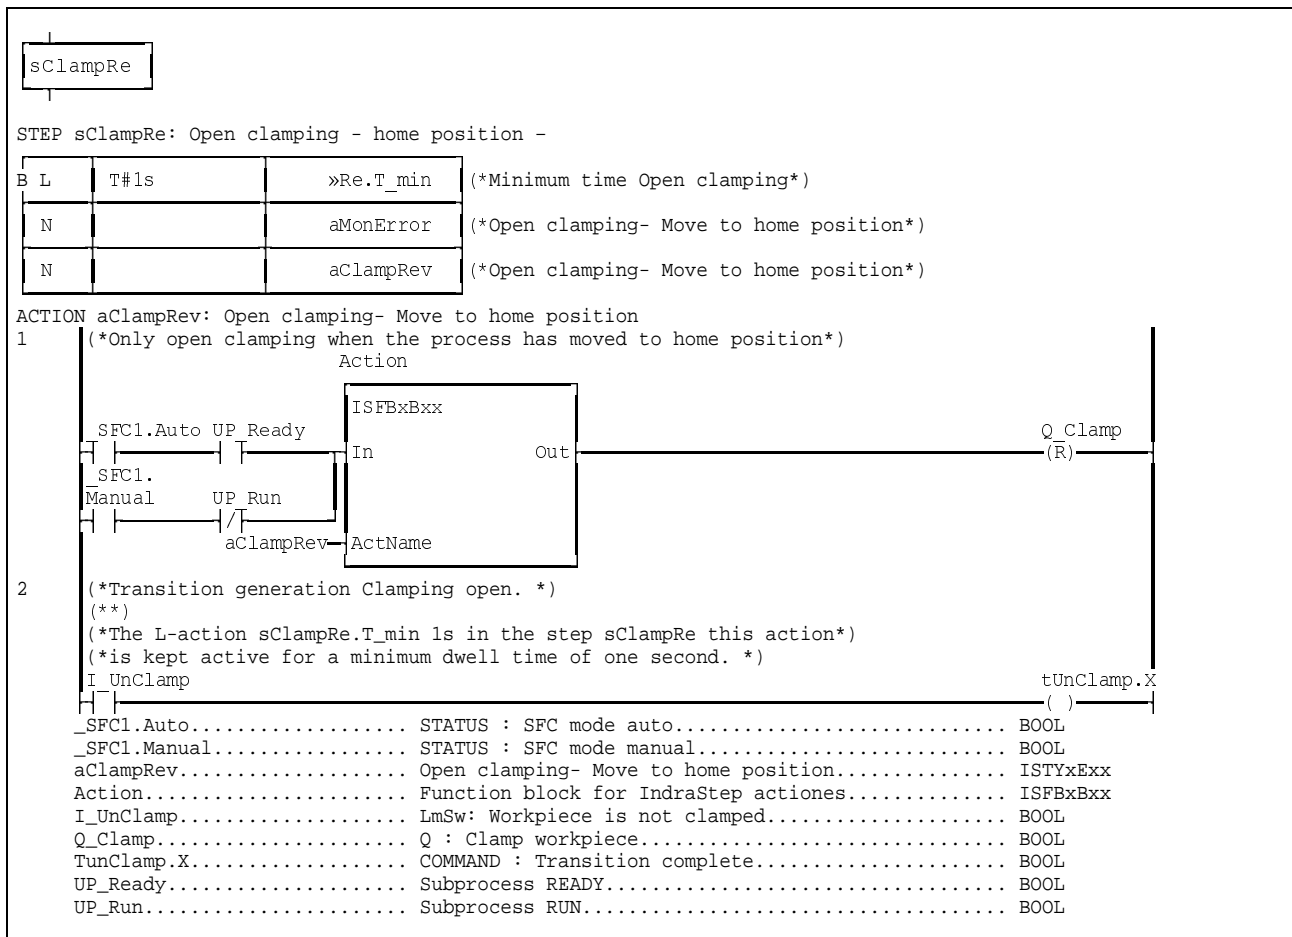 sClampRe
STEP sClampRe: Open clamping - home position –
B L T#1s »Re.T_min (*Minimum time Open clamping*)
N aMonError (*Open clamping- Move to home position*)
N aClampRev (*Open clamping- Move to home position*)
ACTION aClampRev: Open clamping- Move to home position
1 (*Only open clamping when the process has moved to home position*)
Action
ISFBxBxx
_SFC1.Auto UP_Ready Q_Clamp
In Out (R)
_SFC1.
Manual UP_Run
/
aClampRev ActName
2 (*Transition generation Clamping open. *)
(**)
(*The L-action sClampRe.T_min 1s in the step sClampRe this action*)
(*is kept active for a minimum dwell time of one second. *)
I_UnClamp tUnClamp.X
( )
_SFC1.Auto................... STATUS : SFC mode auto............................. BOOL
_SFC1.Manual................. STATUS : SFC mode manual........................... BOOL
aClampRev.................... Open clamping- Move to home position............... ISTYxExx
Action....................... Function block for IndraStep actiones.............. ISFBxBxx
I_UnClamp.................... LmSw: Workpiece is not clamped..................... BOOL
Q_Clamp...................... Q : Clamp workpiece................................ BOOL
TunClamp.X................... COMMAND : Transition complete...................... BOOL
UP_Ready..................... Subprocess READY................................... BOOL
UP_Run....................... Subprocess RUN..................................... BOOL